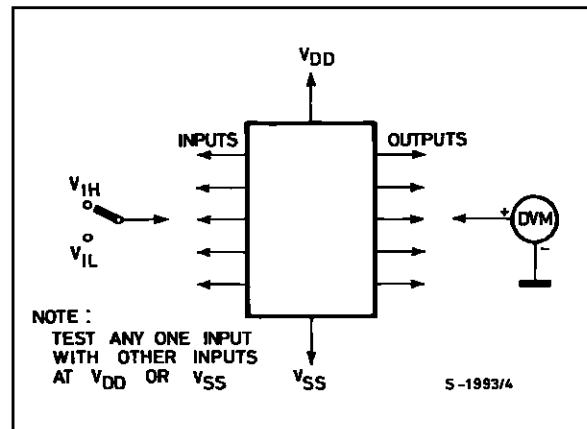 VDD
INPUTS
OUTPUTS
VIH
VIL
+
DVM
-
NOTE :
TEST ANY ONE INPUT
WITH OTHER INPUTS
AT VDD OR VSS
VSS
S-1993/4